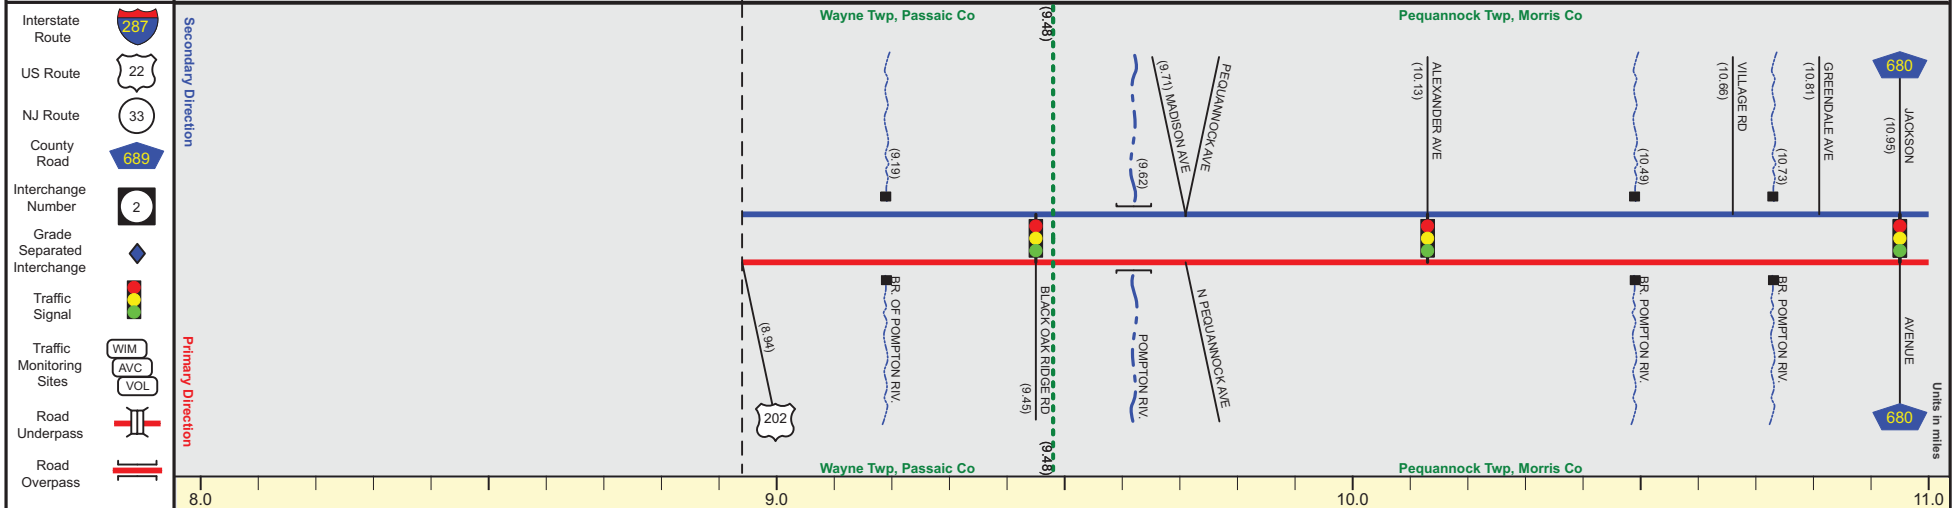 Interstate
Route
287
US Route
22
NJ Route
33
County
Road
689
Interchange
Number
2
Grade
Separated
Interchange
Traffic
Signal
Traffic
Monitoring
Sites
WIM
AVC
VOL
Road
Underpass
Road
Overpass
Secondary Direction
Primary Direction
Wayne Twp, Passaic Co
(9.48)
Pequannock Twp, Morris Co
(9.19)
(9.62)
(9.71) MADISON AVE
PEQUANNOCK AVE
(10.13)
ALEXANDER AVE
(10.49)
(10.66)
VILLAGE RD
(10.73)
(10.81)
GREENDALE AVE
680
(10.95)
JACKSON
(8.94)
202
BR. OF POMPTON RIV.
(9.45)
BLACK OAK RIDGE RD
POMPTON RIV.
N PEQUANNOCK AVE
BR. POMPTON RIV.
BR. POMPTON RIV.
AVENUE
680
Units in miles
Wayne Twp, Passaic Co
(9.48)
Pequannock Twp, Morris Co
8.0
9.0
10.0
11.0